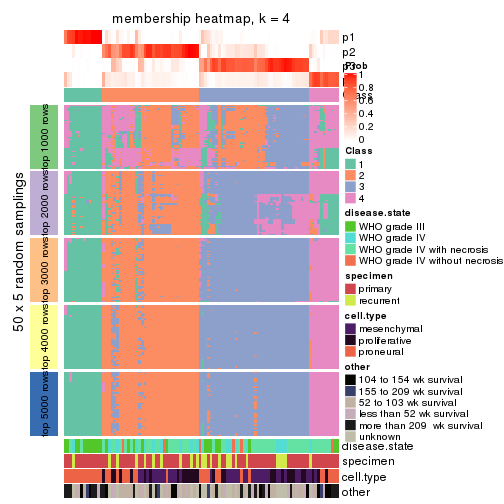 membership heatmap, k = 4
p1
p2
p3
Prob
1
0.8
0.6
0.4
0.2
0
Class
Class
1
2
3
4
disease.state
WHO grade III
WHO grade IV
WHO grade IV with necrosis
WHO grade IV without necrosis
specimen
primary
recurrent
cell.type
mesenchymal
proliferative
proneural
other
104 to 154 wk survival
155 to 209 wk survival
52 to 103 wk survival
less than 52 wk survival
more than 209 wk survival
unknown
disease.state
specimen
cell.type
other
50 x 5 random samplings
top 1000 rows
top 2000 rows
top 3000 rows
top 4000 rows
top 5000 rows